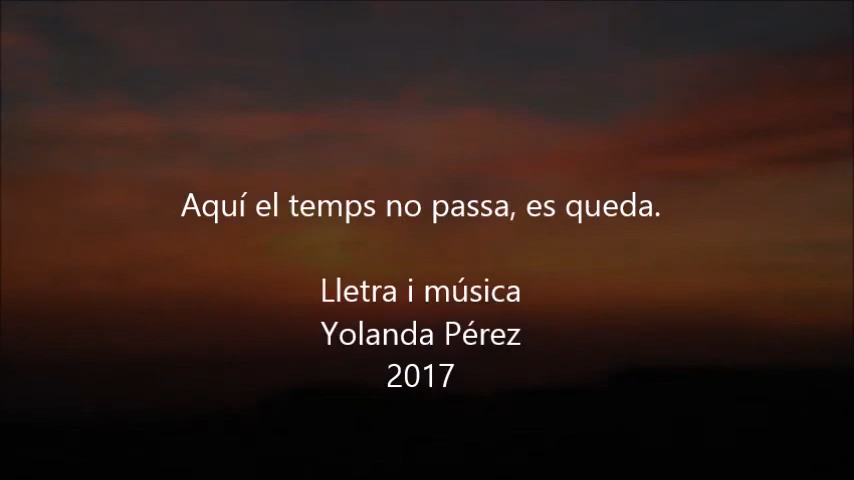 Aquí el temps no passa, es queda.
Lletra i música
Yolanda Pérez
2017